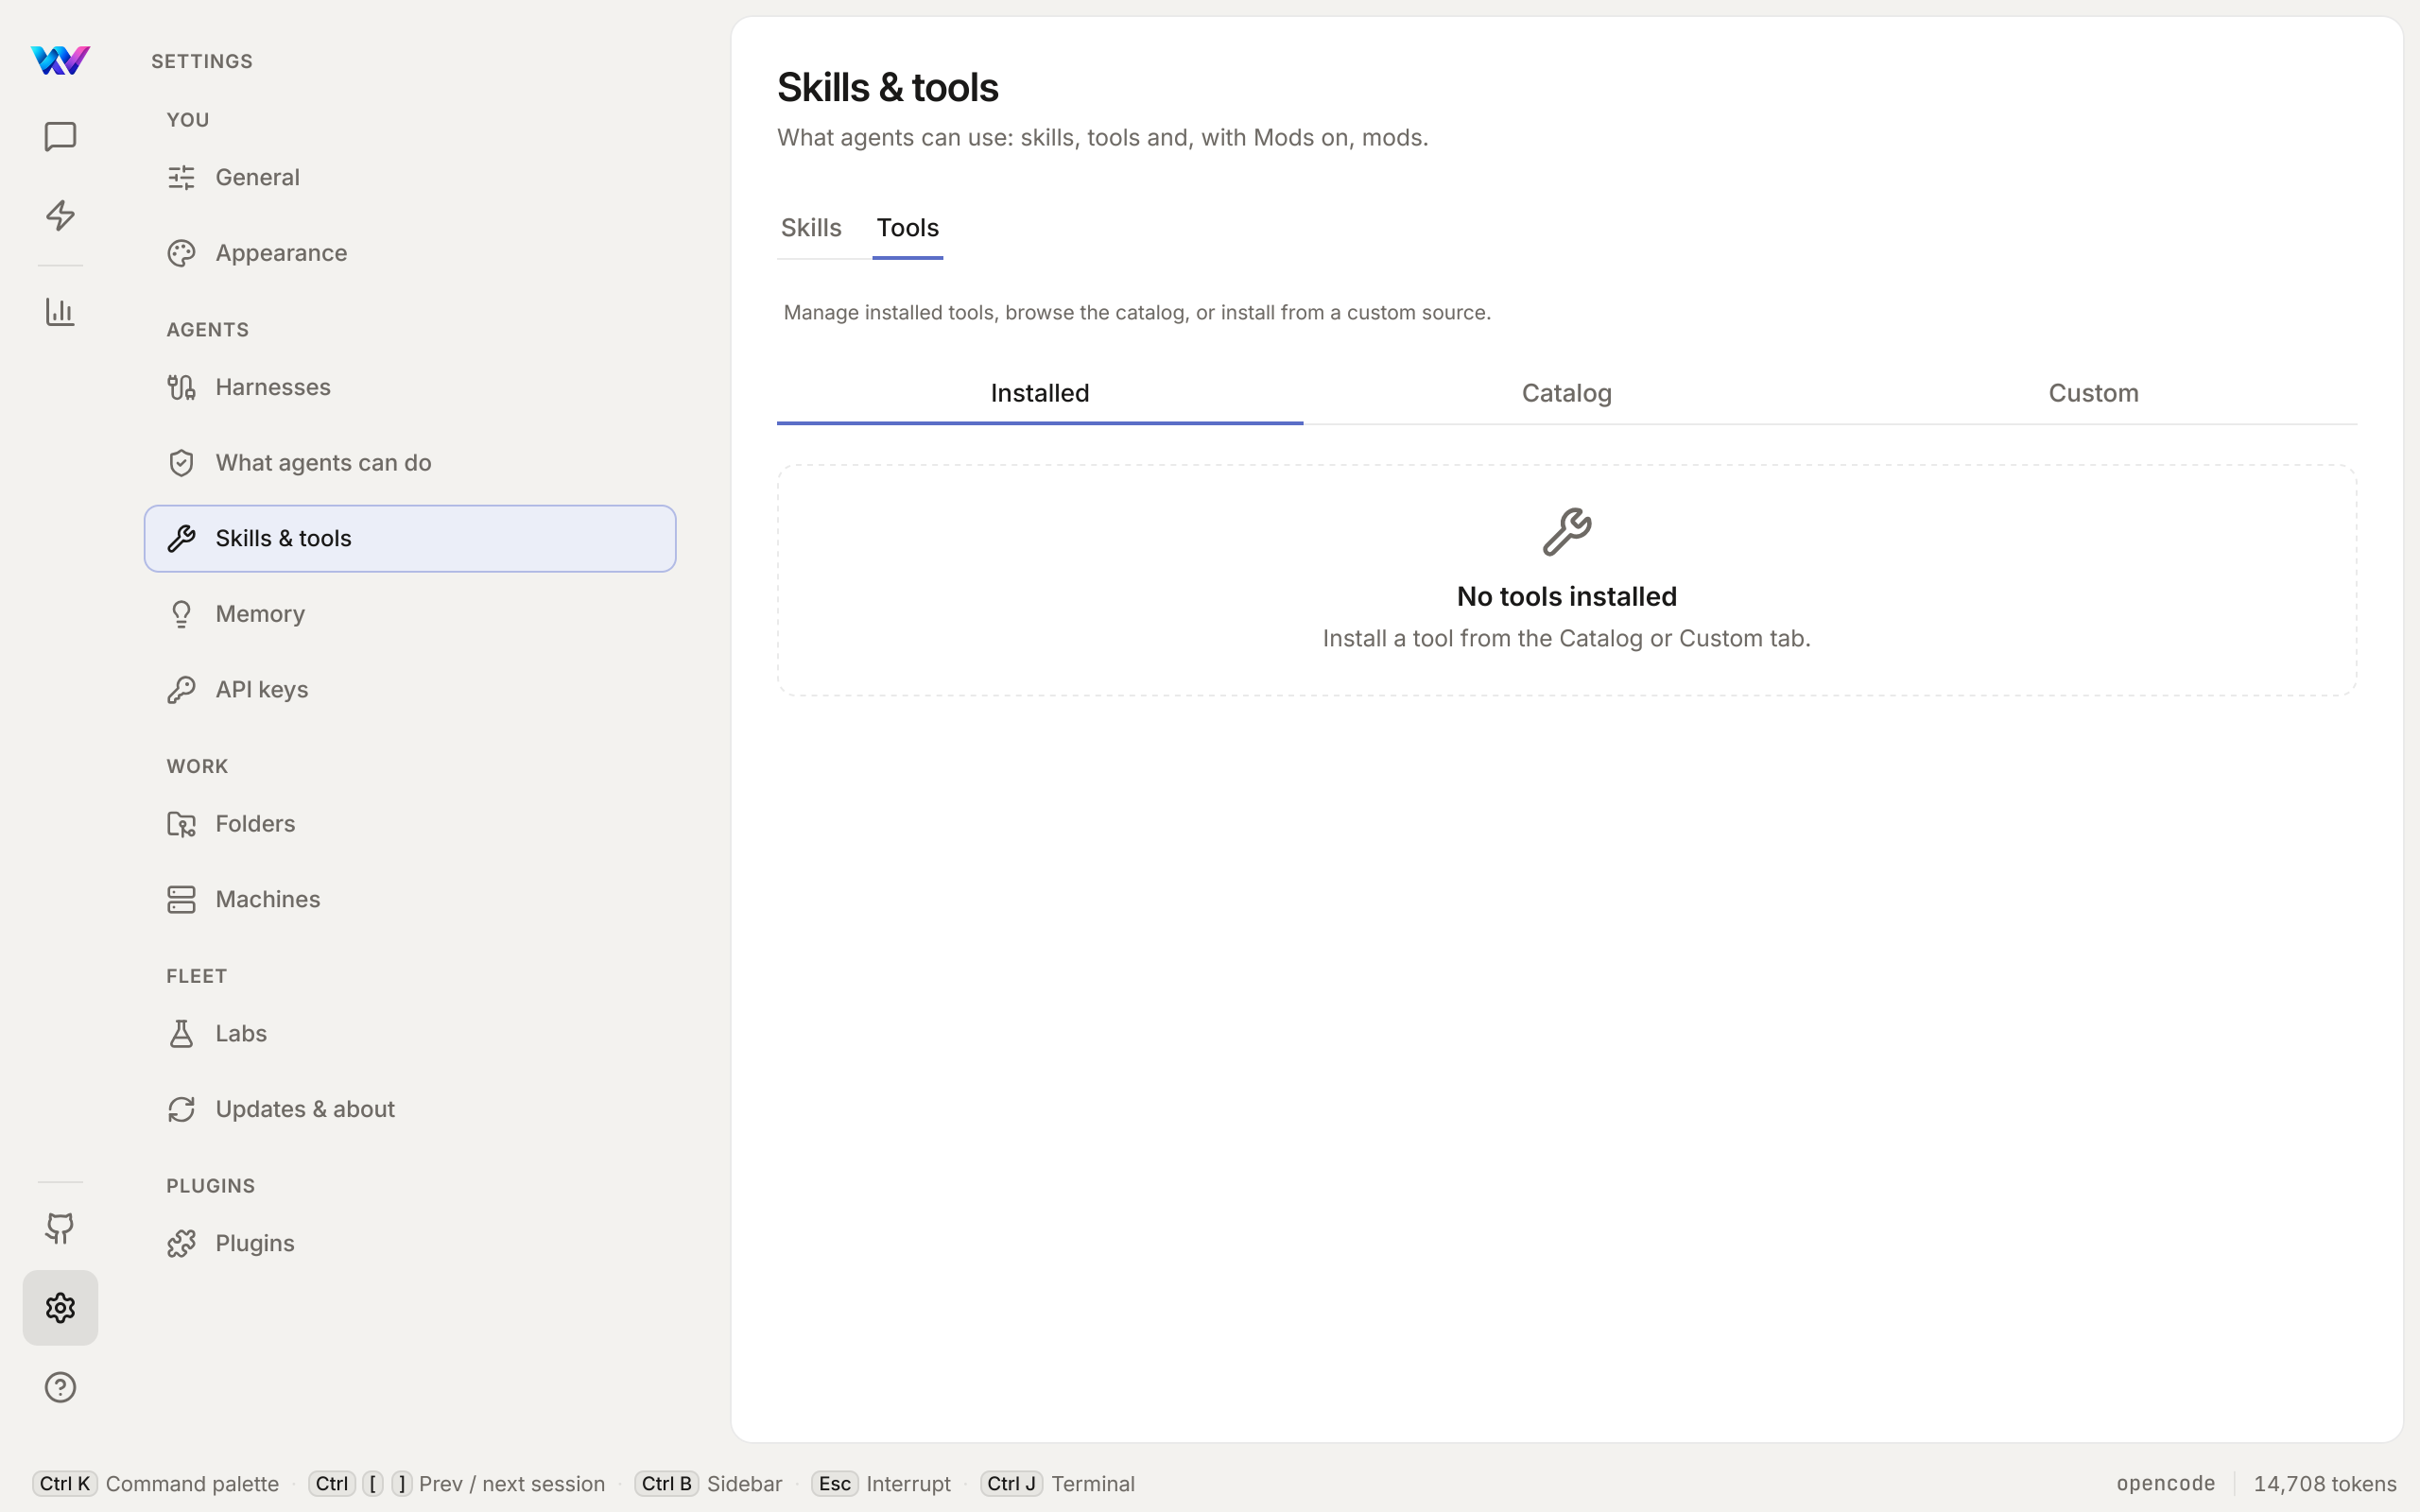 SETTINGS
YOU
General
Appearance
AGENTS
Harnesses
What agents can do
Skills & tools
Memory
API keys
WORK
Folders
Machines
FLEET
Labs
Updates & about
PLUGINS
Plugins
Skills & tools
What agents can use: skills, tools and, with Mods on, mods.
Skills Tools
Manage installed tools, browse the catalog, or install from a custom source.
Installed Catalog Custom
No tools installed
Install a tool from the Catalog or Custom tab.
Ctrl K Command palette · Ctrl [ ] Prev / next session · Ctrl B Sidebar · Esc Interrupt · Ctrl J Terminal opencode 14,708 tokens